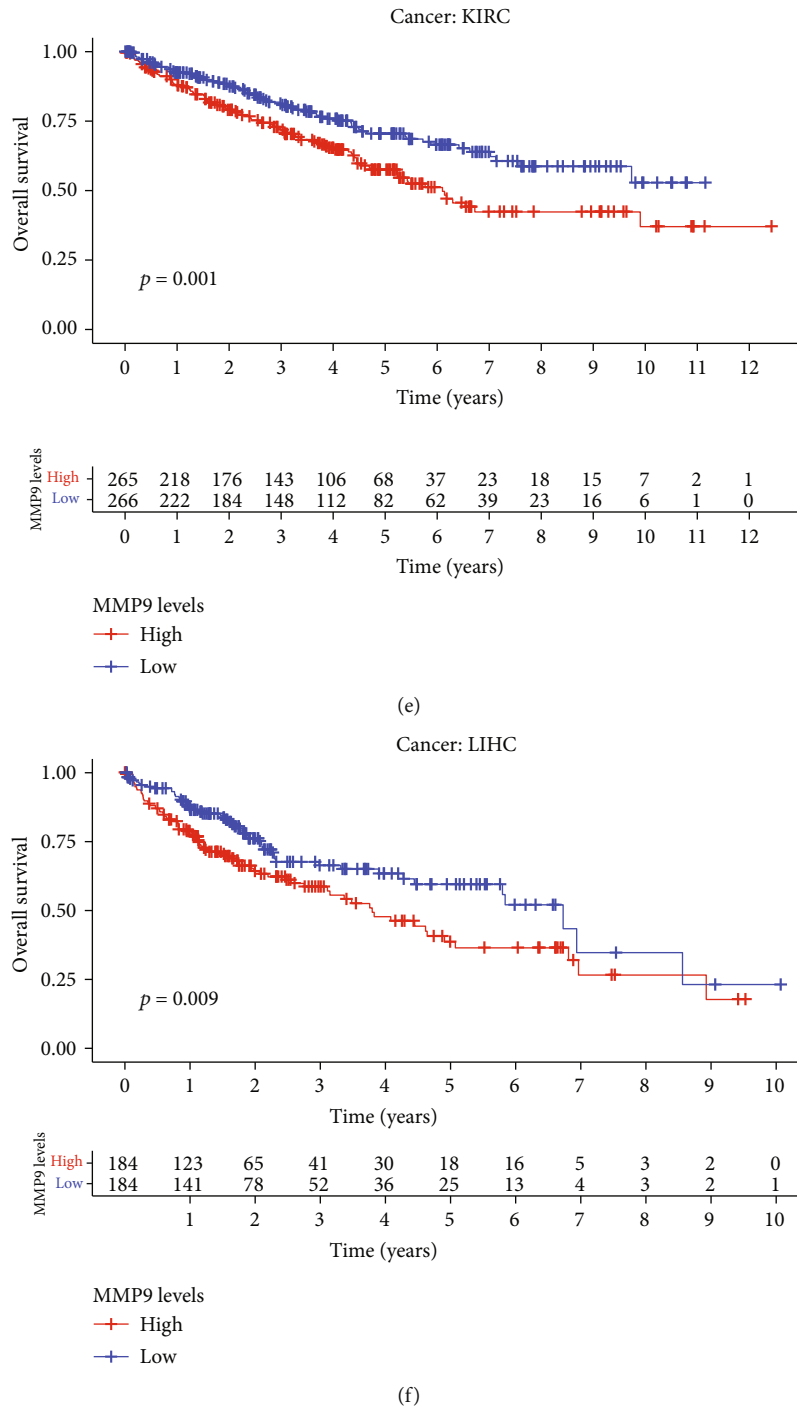 Cancer: KIRC
Overall survival
1.00
0.75
0.50
0.25
0.00
p = 0.001
0 1 2 3 4 5 6 7 8 9 10 11 12
Time (years)
MMP9 levels
High 265 218 176 143 106 68 37 23 18 15 7 2 1
Low 266 222 184 148 112 82 62 39 23 16 6 1 0
0 1 2 3 4 5 6 7 8 9 10 11 12
Time (years)
MMP9 levels
High
Low
(e)
Cancer: LIHC
Overall survival
1.00
0.75
0.50
0.25
0.00
p = 0.009
0 1 2 3 4 5 6 7 8 9 10
Time (years)
MMP9 levels
High 184 123 65 41 30 18 16 5 3 2 0
Low 184 141 78 52 36 25 13 4 3 2 1
1 2 3 4 5 6 7 8 9 10
Time (years)
MMP9 levels
High
Low
(f)